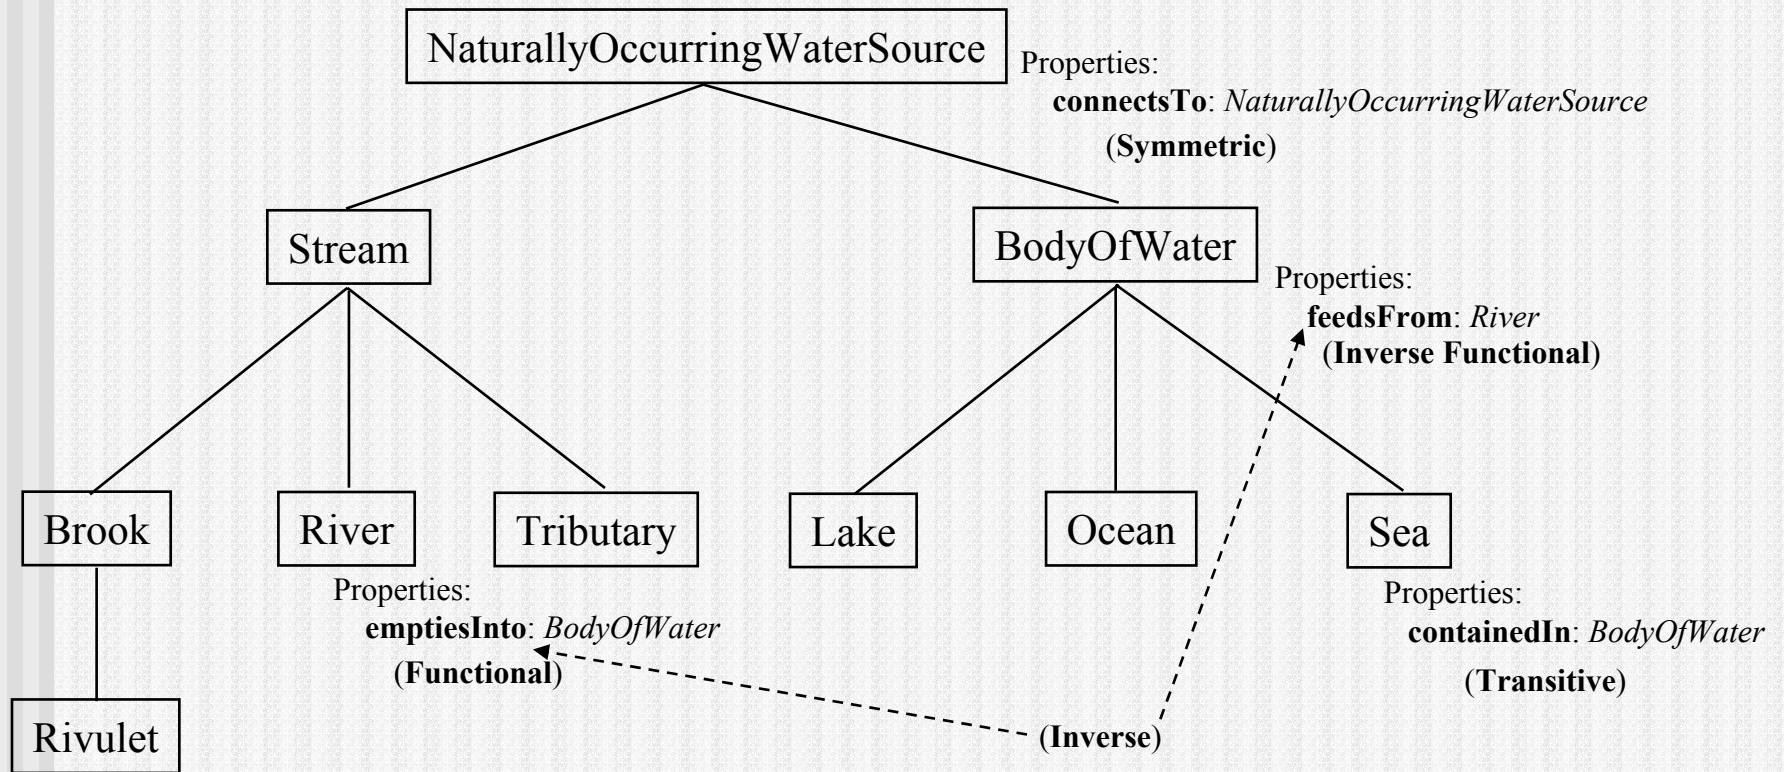 NaturallyOccurringWaterSource
Properties:
connectsTo: NaturallyOccurringWaterSource
(Symmetric)
Stream
BodyOfWater
Properties:
feedsFrom: River
(Inverse Functional)
Brook
River
Tributary
Lake
Ocean
Sea
Properties:
emptiesInto: BodyOfWater
(Functional)
Properties:
containedIn: BodyOfWater
(Transitive)
Rivulet
(Inverse)